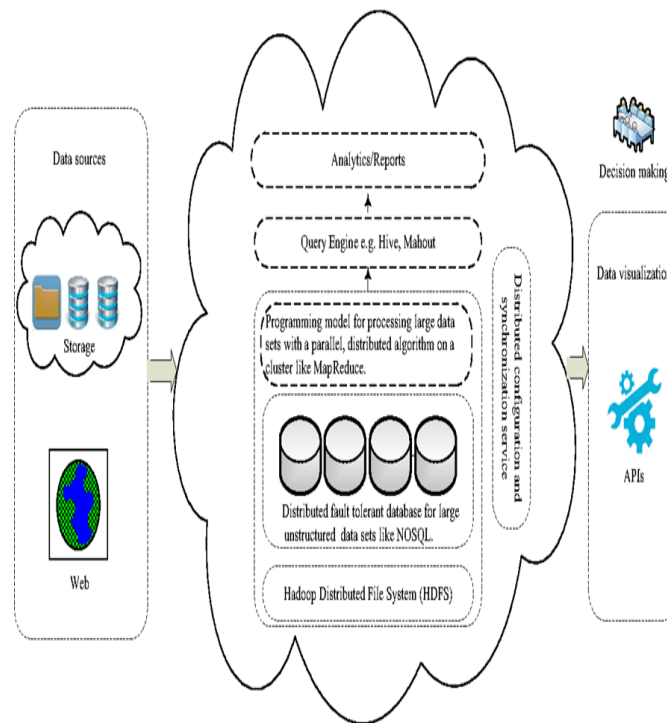 Data sources
Storage
Web
Analytics/Reports
Query Engine e.g. Hive, Mahout
Programming model for processing large data
sets with a parallel, distributed algorithm on a
cluster like MapReduce.
Distributed fault tolerant database for large
unstructured data sets like NOSQL.
Hadoop Distributed File System (HDFS)
Distributed configuration and
synchronization service
Decision making
Data visualization
APIs